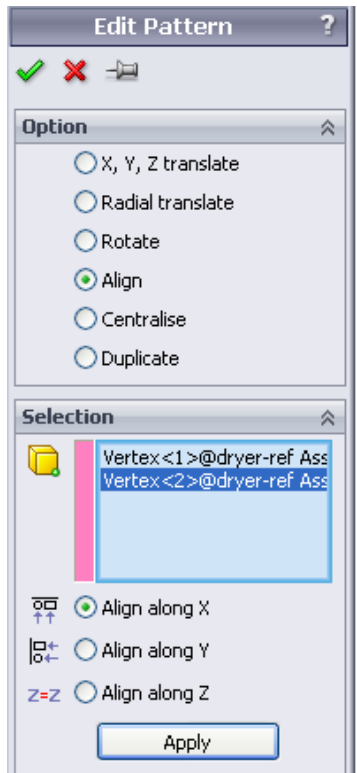 Edit Pattern ?
Option
X, Y, Z translate
Radial translate
Rotate
Align
Centralise
Duplicate
Selection
Vertex<1>@dryer-ref Ass
Vertex<2>@dryer-ref Ass
Align along X
Align along Y
Z=Z Align along Z
Apply